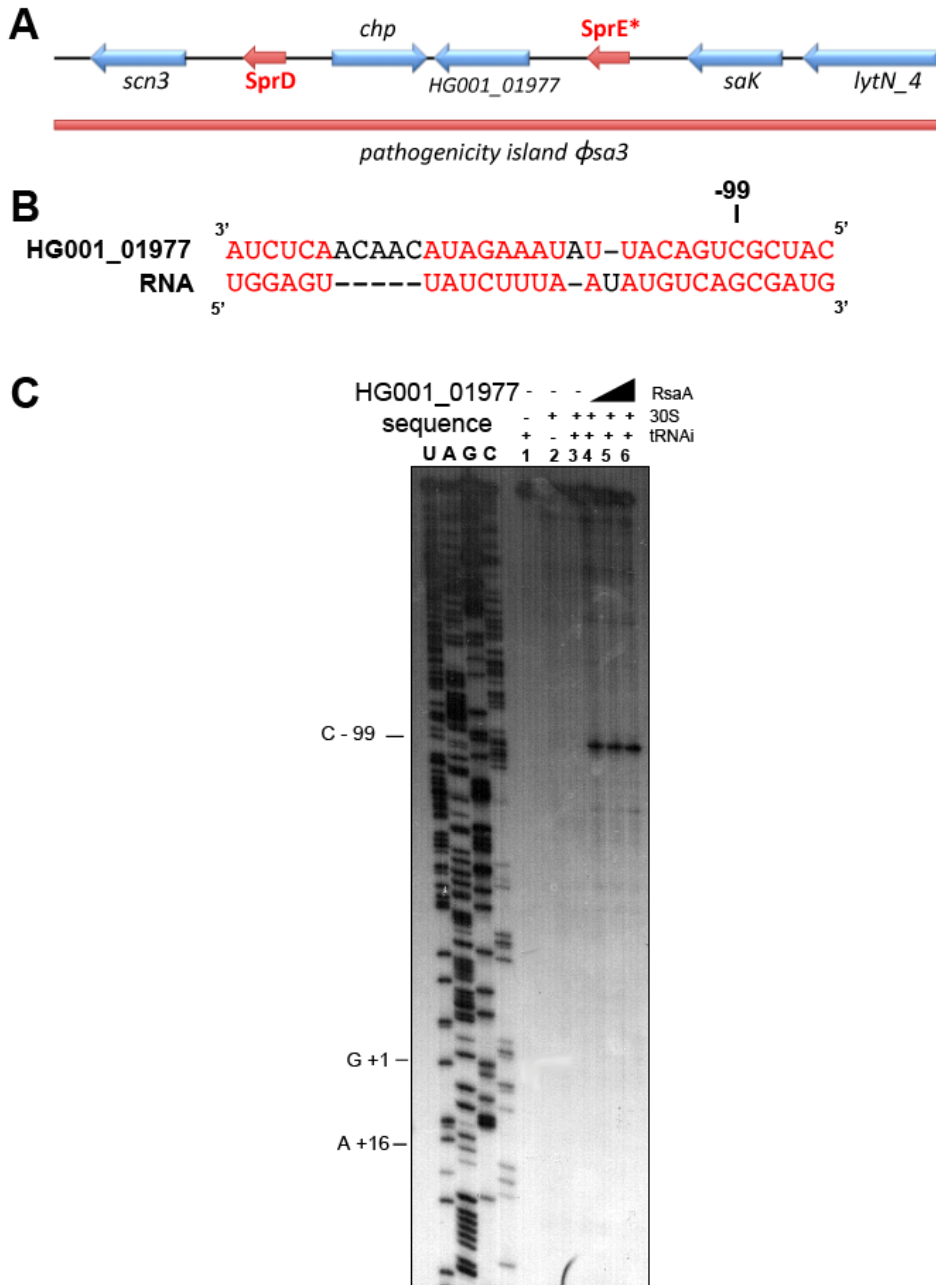 A
chp
SprE*
scn3
SprD
HG001_01977
saK
lytN_4
pathogenicity island ϕsa3
B
-99
3’
5’
HG001_01977
AUCUCAACAACAUAGAAAUAU-UACAGUCGCUAC
RNA
UGGAGU-----UAUCUUUA-AUAUGUCAGCGAUG
5’
3’
C
HG001_01977
- - - RsaA
sequence
- + + + + + 30S
+ - + + + + tRNAi
U A G C 1 2 3 4 5 6
C - 99
G +1
A +16